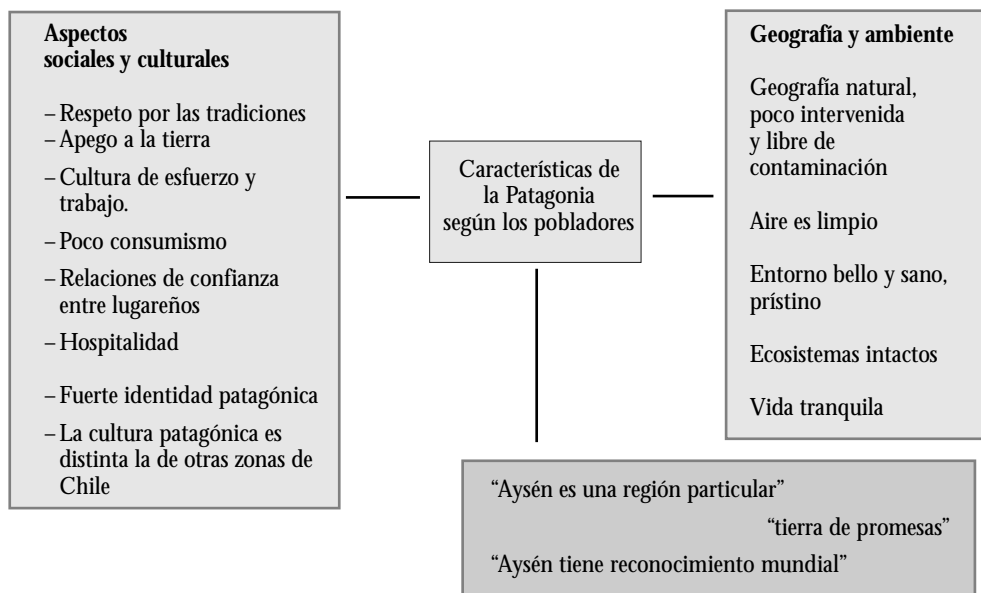 Aspectos
sociales y culturales
– Respeto por las tradiciones
– Apego a la tierra
– Cultura de esfuerzo y
trabajo.
– Poco consumismo
– Relaciones de confianza
entre lugareños
– Hospitalidad
– Fuerte identidad patagónica
– La cultura patagónica es
distinta la de otras zonas de
Chile
Características de
la Patagonia
según los pobladores
Geografía y ambiente
Geografía natural,
poco intervenida
y libre de
contaminación
Aire es limpio
Entorno bello y sano,
prístino
Ecosistemas intactos
Vida tranquila
“Aysén es una región particular”
“tierra de promesas”
“Aysén tiene reconocimiento mundial”